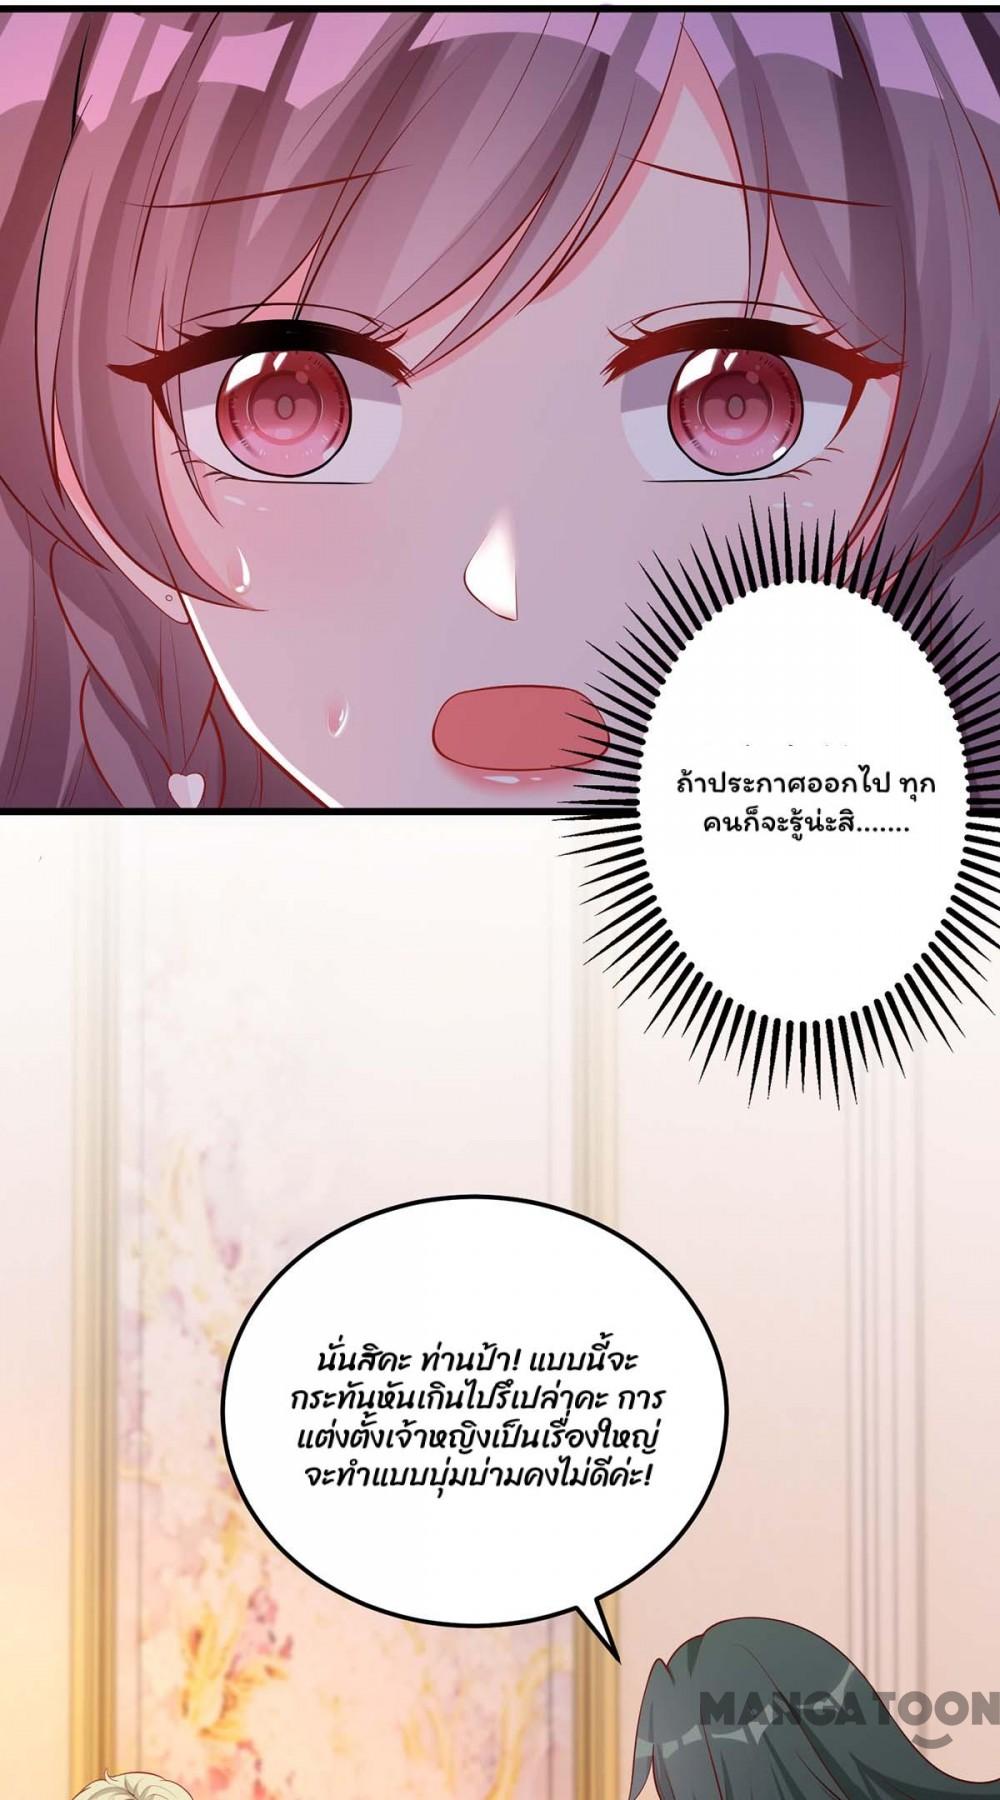 ถ้าประกาศออกไป ทุก
คนก็จะรู้น่ะสิ.......
นั่นสิคะ ท่านป้า! แบบนี้จะ
กระทันหันเกินไปรึเปล่าคะ การ
แต่งตั้งเจ้าหญิงเป็นเรื่องใหญ่
จะทำแบบบุ่มบ่ามคงไม่ดีค่ะ!
MANGATOON